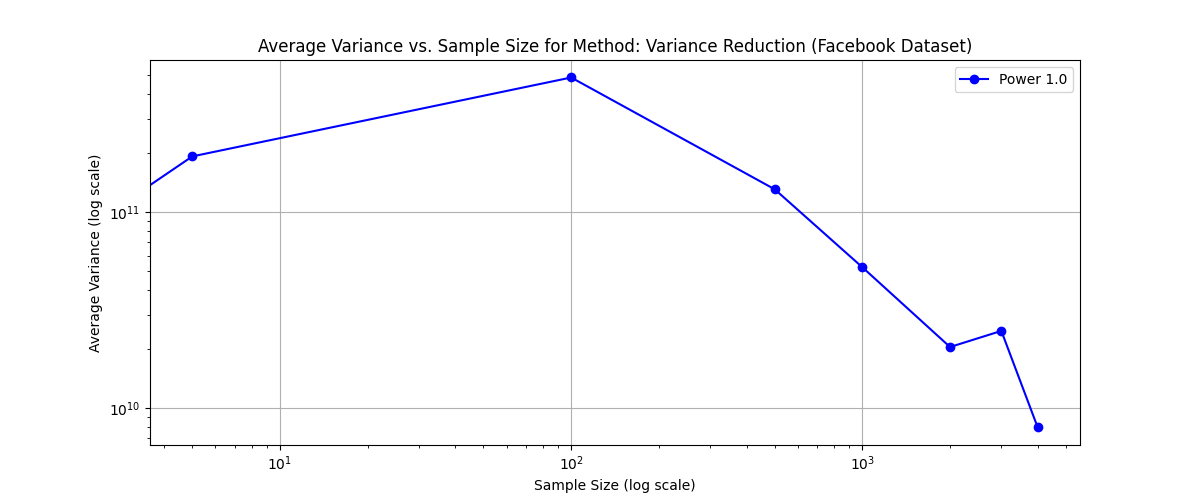 Average Variance vs. Sample Size for Method: Variance Reduction (Facebook Dataset)
Power 1.0
Average Variance (log scale)
10¹¹
10¹⁰
10¹ 10² 10³
Sample Size (log scale)